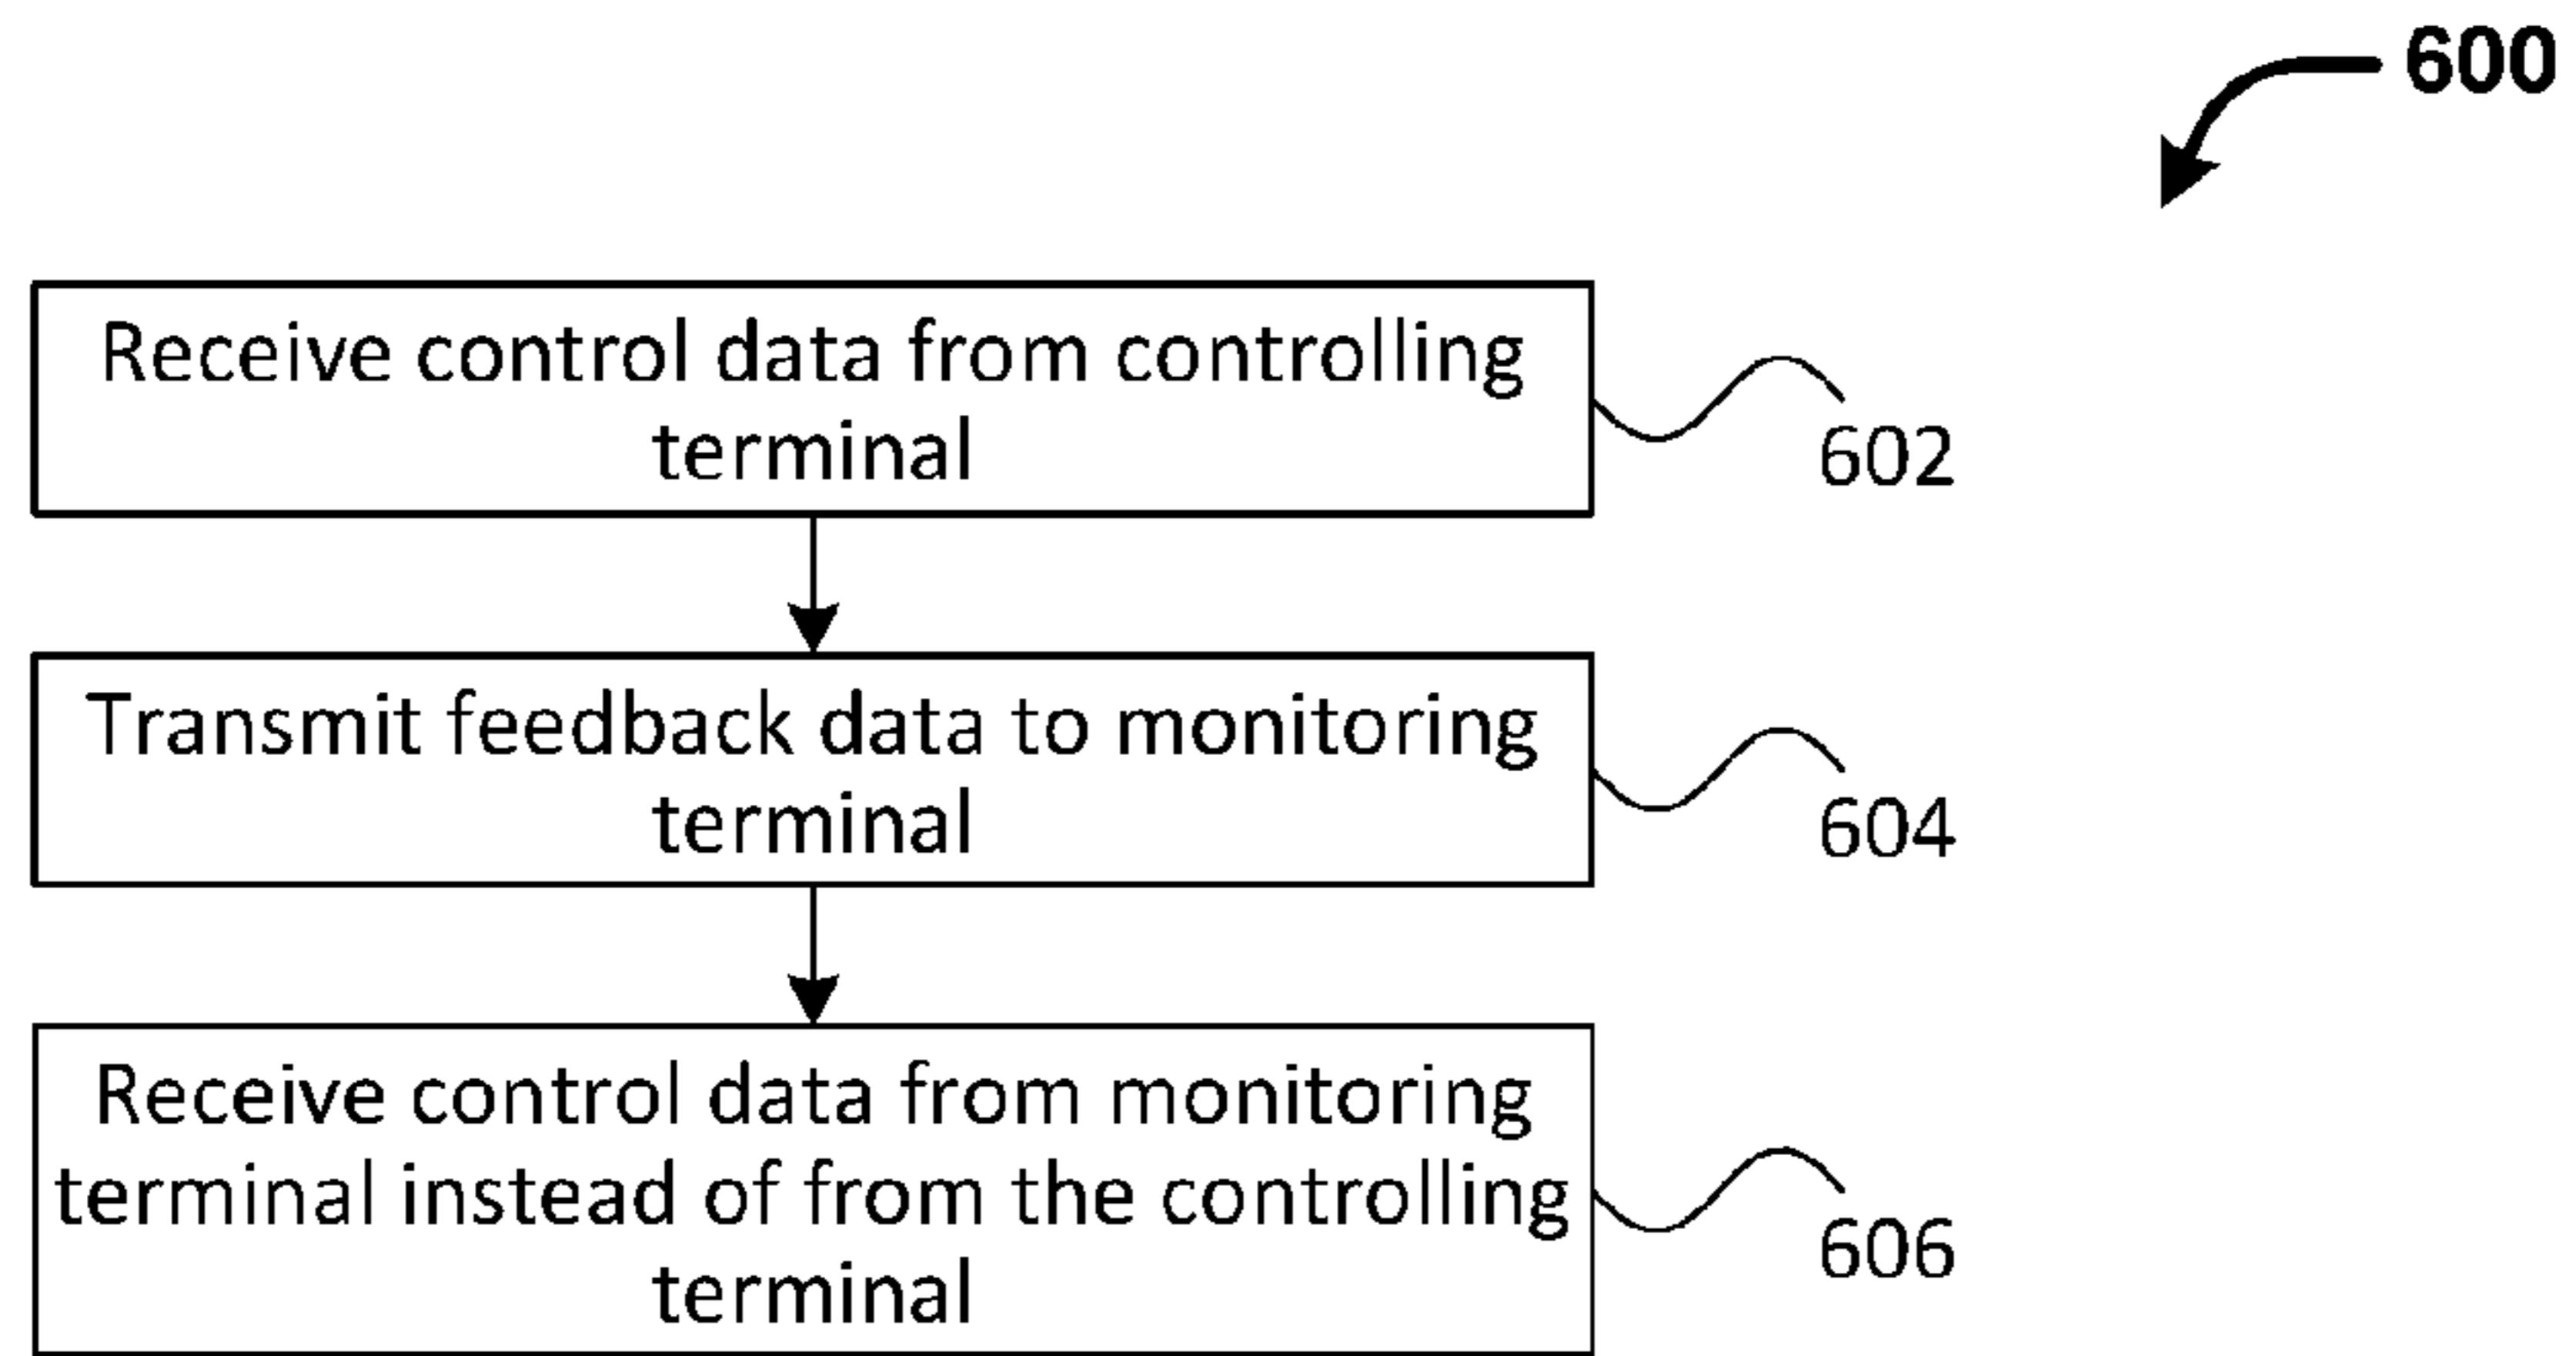 600
Receive control data from controlling
terminal
602
Transmit feedback data to monitoring
terminal
604
Receive control data from monitoring
terminal instead of from the controlling
terminal
606